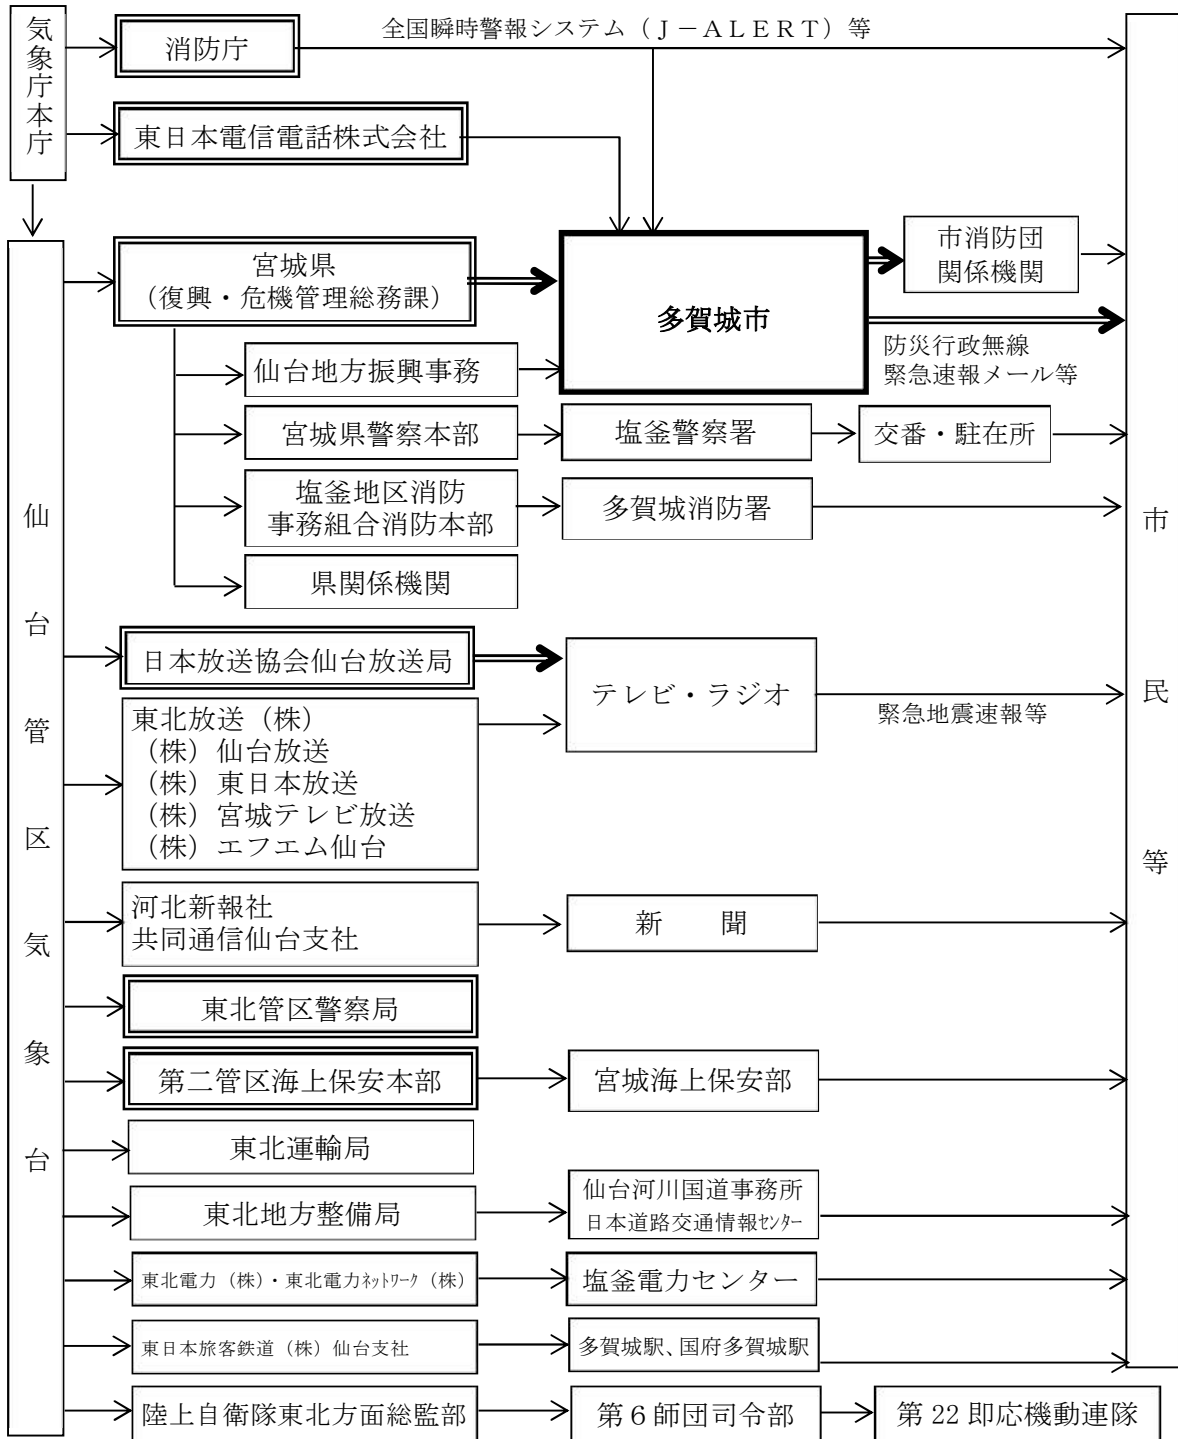 気象庁本庁
消防庁
全国瞬時警報システム（Ｊ－ＡＬＥＲＴ）等
東日本電信電話株式会社
仙台管区気象台
宮城県
（復興・危機管理総務課）
多賀城市
市消防団
関係機関
防災行政無線
緊急速報メール等
仙台地方振興事務
宮城県警察本部
塩釜警察署
交番・駐在所
塩釜地区消防
事務組合消防本部
多賀城消防署
県関係機関
日本放送協会仙台放送局
テレビ・ラジオ
緊急地震速報等
東北放送（株）
（株）仙台放送
（株）東日本放送
（株）宮城テレビ放送
（株）エフエム仙台
河北新報社
共同通信仙台支社
新　　聞
東北管区警察局
第二管区海上保安本部
宮城海上保安部
東北運輸局
東北地方整備局
仙台河川国道事務所
日本道路交通情報ｾﾝﾀｰ
東北電力（株）・東北電力ﾈｯﾄﾜｰｸ（株）
塩釜電力センター
東日本旅客鉄道（株）仙台支社
多賀城駅、国府多賀城駅
陸上自衛隊東北方面総監部
第６師団司令部
第 22 即応機動連隊
市民等